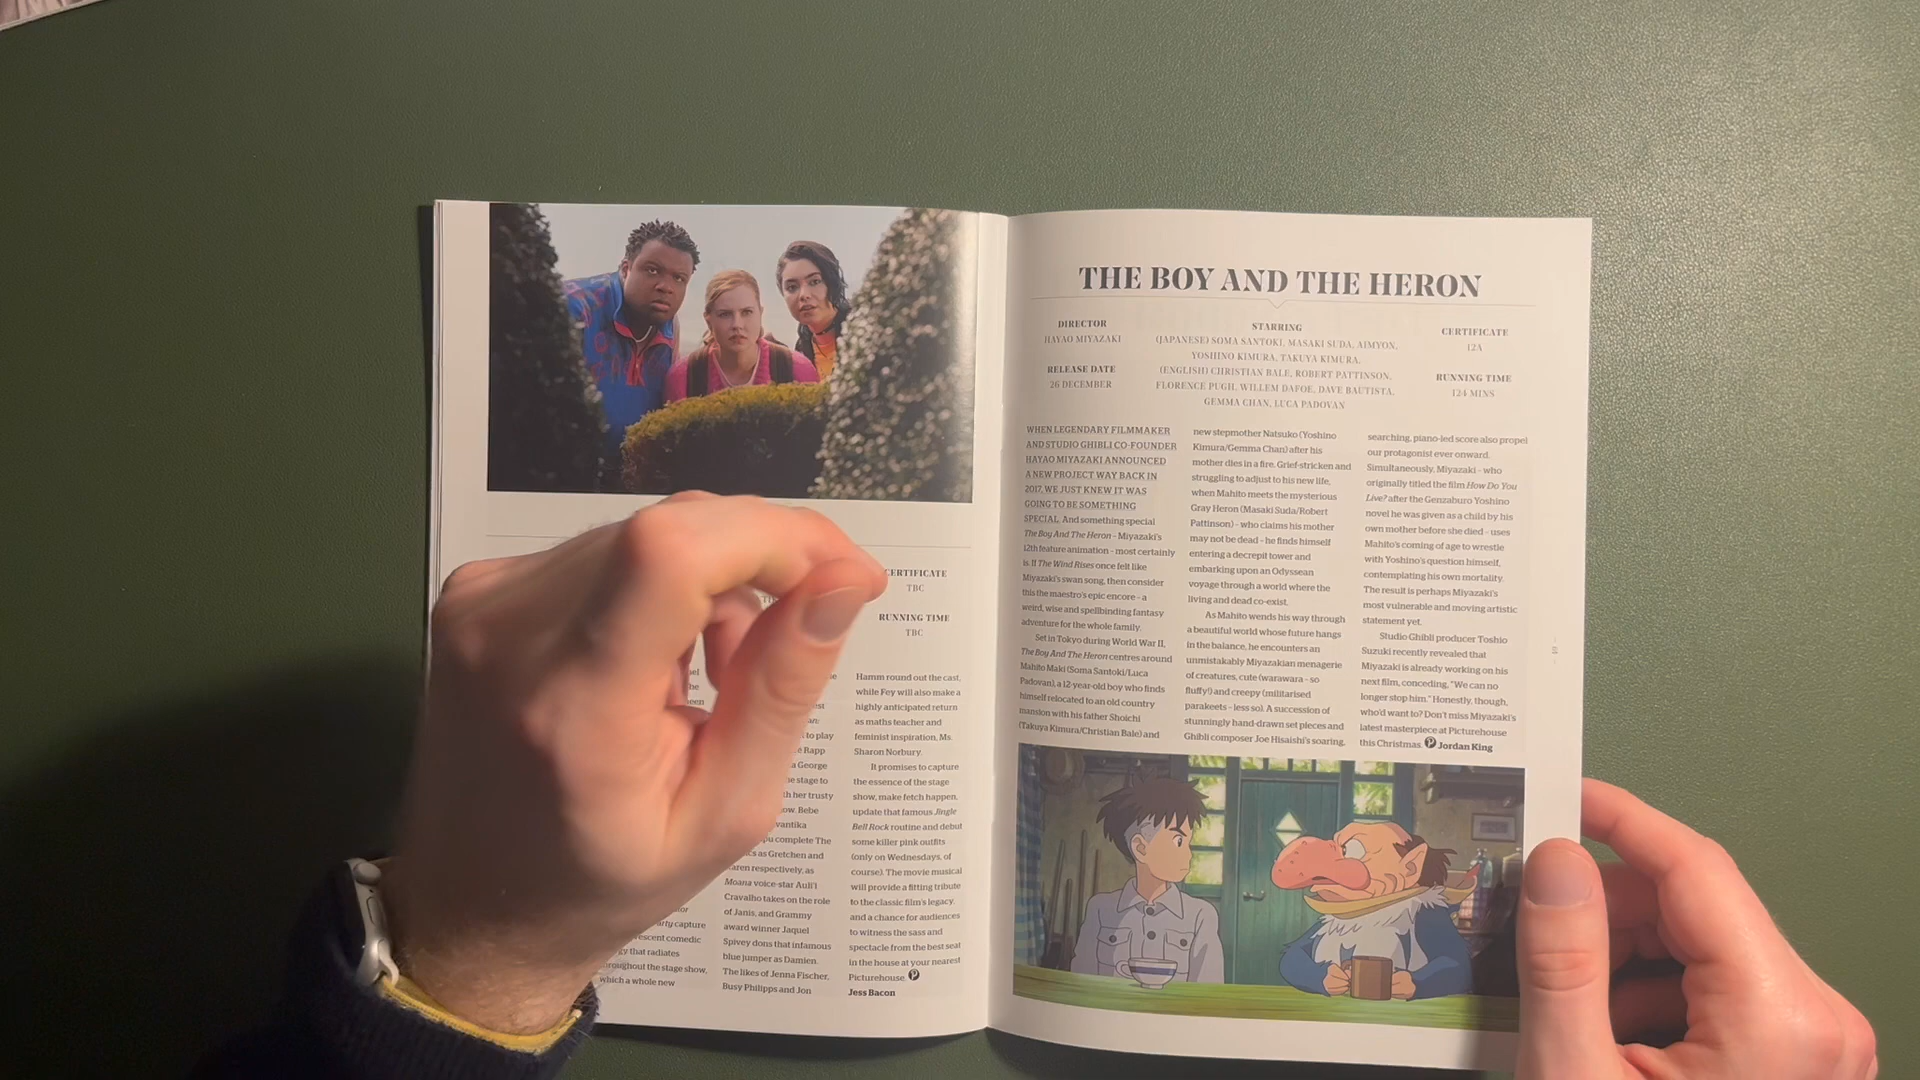 CERTIFICATE
TBC
RUNNING TIME
TBC
to play
Rapp
a George
stage to
her trusty
Bebe
complete The
as Gretchen and
respectively, as
Moana voice-star Auli'i
Cravalho takes on the role
of Janis, and Grammy
award winner Jaquel
Spivey dons that infamous
blue jumper as Damien.
The likes of Jenna Fischer,
Busy Philipps and Jon
capture
comedic
that radiates
throughout the stage show,
which a whole new
Hamm round out the cast,
while Fey will also make a
highly anticipated return
as maths teacher and
feminist inspiration, Ms.
Sharon Norbury.
It promises to capture
the essence of the stage
show, make fetch happen,
update that famous Jingle
Bell Rock routine and debut
some killer pink outfits
(only on Wednesdays, of
course). The movie musical
will provide a fitting tribute
to the classic film's legacy,
and a chance for audiences
to witness the sass and
spectacle from the best seat
in the house at your nearest
Picturehouse.
Jess Bacon
THE BOY AND THE HERON
DIRECTOR
HAYAO MIYAZAKI
RELEASE DATE
26 DECEMBER
STARRING
(JAPANESE) SOMA SANTOKI, MASAKI SUDA, AIMYON,
YOSHINO KIMURA, TAKUYA KIMURA,
(ENGLISH) CHRISTIAN BALE, ROBERT PATTINSON,
FLORENCE PUGH, WILLEM DAFOE, DAVE BAUTISTA,
GEMMA CHAN, LUCA PADOVAN
CERTIFICATE
12A
RUNNING TIME
124 MINS
WHEN LEGENDARY FILMMAKER
AND STUDIO GHIBLI CO-FOUNDER
HAYAO MIYAZAKI ANNOUNCED
A NEW PROJECT WAY BACK IN
2017, WE JUST KNEW IT WAS
GOING TO BE SOMETHING
SPECIAL. And something special
The Boy And The Heron – Miyazaki's
12th feature animation – most certainly
is. If The Wind Rises once felt like
Miyazaki's swan song, then consider
this the maestro's epic encore – a
weird, wise and spellbinding fantasy
adventure for the whole family.
Set in Tokyo during World War II,
The Boy And The Heron centres around
Mahito Maki (Soma Santoki/Luca
Padovan), a 12-year-old boy who finds
himself relocated to an old country
mansion with his father Shoichi
(Takuya Kimura/Christian Bale) and
new stepmother Natsuko (Yoshino
Kimura/Gemma Chan) after his
mother dies in a fire. Grief-stricken and
struggling to adjust to his new life,
when Mahito meets the mysterious
Gray Heron (Masaki Suda/Robert
Pattinson) – who claims his mother
may not be dead – he finds himself
entering a decrepit tower and
embarking upon an Odyssean
voyage through a world where the
living and dead co-exist.
As Mahito wends his way through
a beautiful world whose future hangs
in the balance, he encounters an
unmistakably Miyazakian menagerie
of creatures, cute (warawara – so
fluffy!) and creepy (militarised
parakeets – less so). A succession of
stunningly hand-drawn set pieces and
Ghibli composer Joe Hisaishi's soaring,
searching, piano-led score also propel
our protagonist ever onward.
Simultaneously, Miyazaki – who
originally titled the film How Do You
Live? after the Genzaburo Yoshino
novel he was given as a child by his
own mother before she died – uses
Mahito's coming of age to wrestle
with Yoshino's question himself,
contemplating his own mortality.
The result is perhaps Miyazaki's
most vulnerable and moving artistic
statement yet.
Studio Ghibli producer Toshio
Suzuki recently revealed that
Miyazaki is already working on his
next film, conceding, "We can no
longer stop him." Honestly, though,
who'd want to? Don't miss Miyazaki's
latest masterpiece at Picturehouse
this Christmas. Jordan King